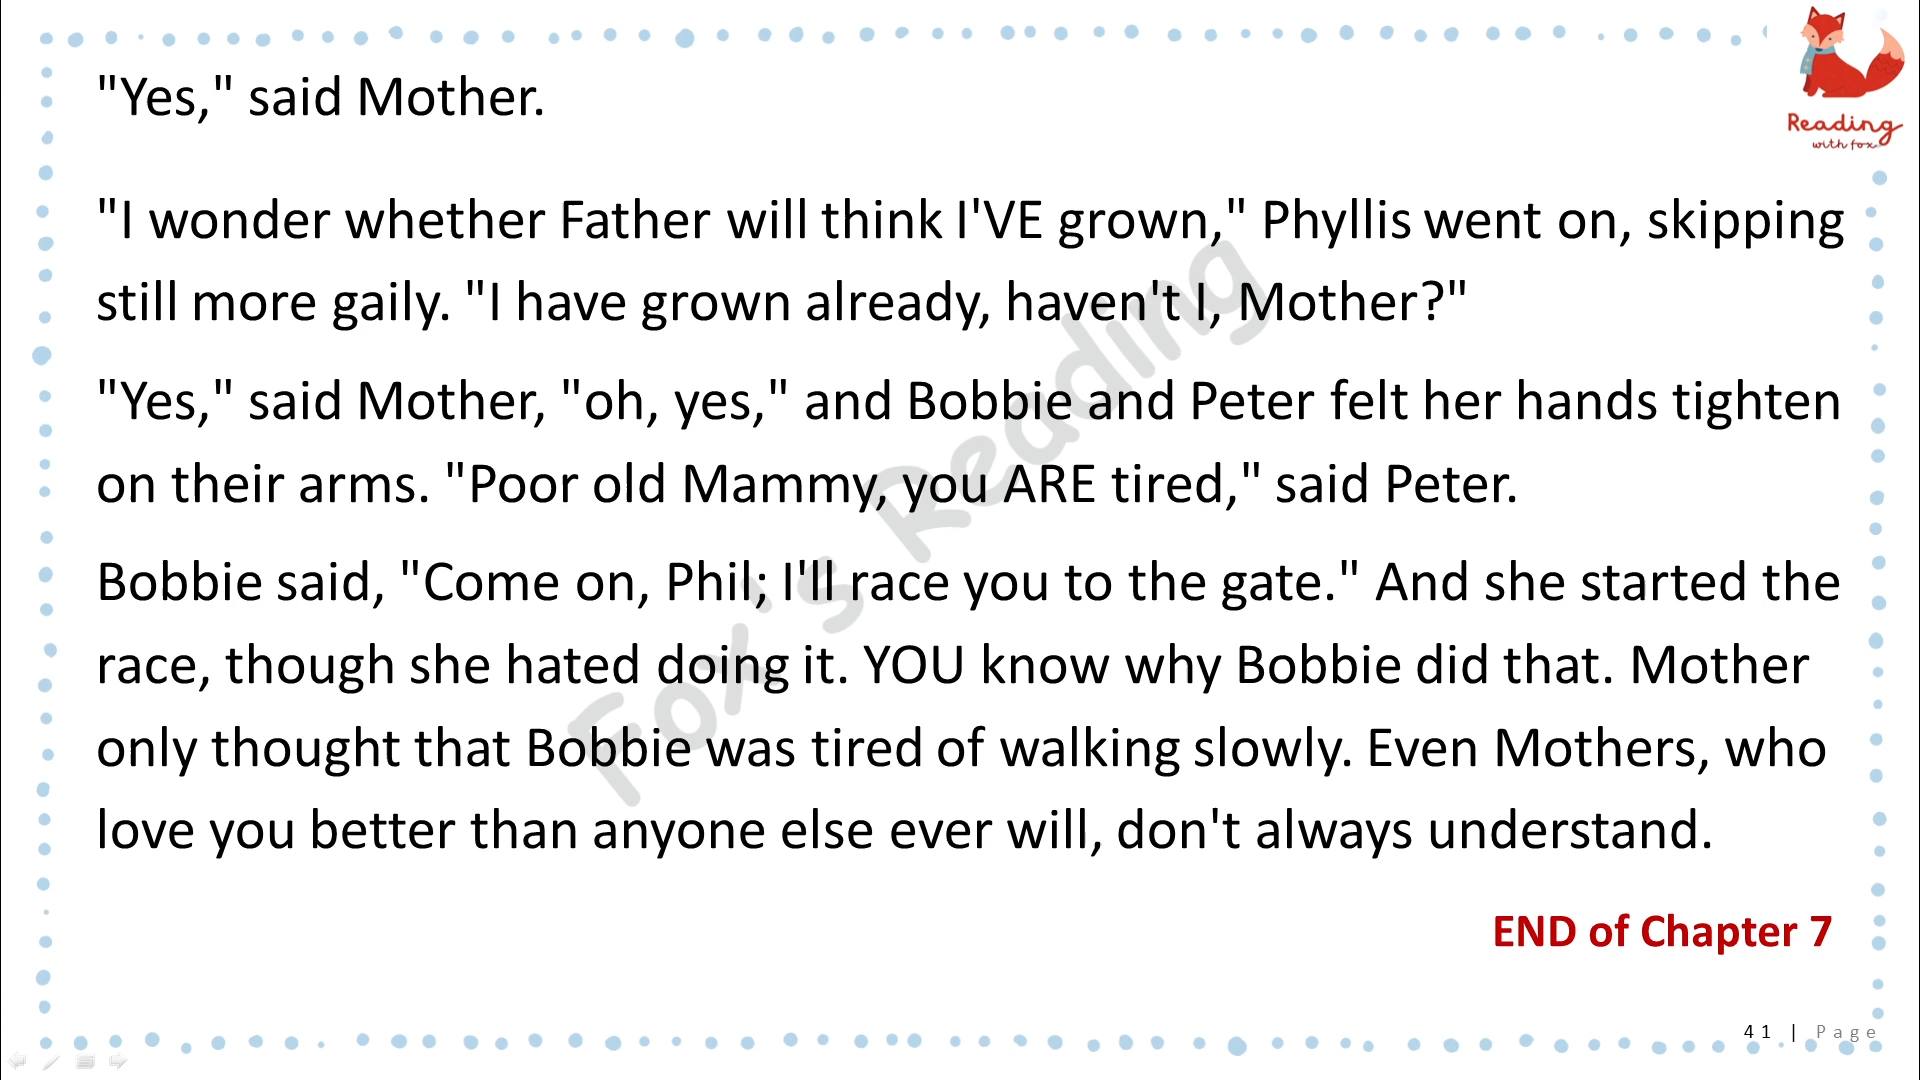 "Yes," said Mother.
Reading
with fox
"I wonder whether Father will think I'VE grown," Phyllis went on, skipping
still more gaily. "I have grown already, haven't I, Mother?"
"Yes," said Mother, "oh, yes," and Bobbie and Peter felt her hands tighten
on their arms. "Poor old Mammy, you ARE tired," said Peter.
Bobbie said, "Come on, Phil; I'll race you to the gate." And she started the
race, though she hated doing it. YOU know why Bobbie did that. Mother
only thought that Bobbie was tired of walking slowly. Even Mothers, who
love you better than anyone else ever will, don't always understand.
Fox's Reading
END of Chapter 7
41 | Page